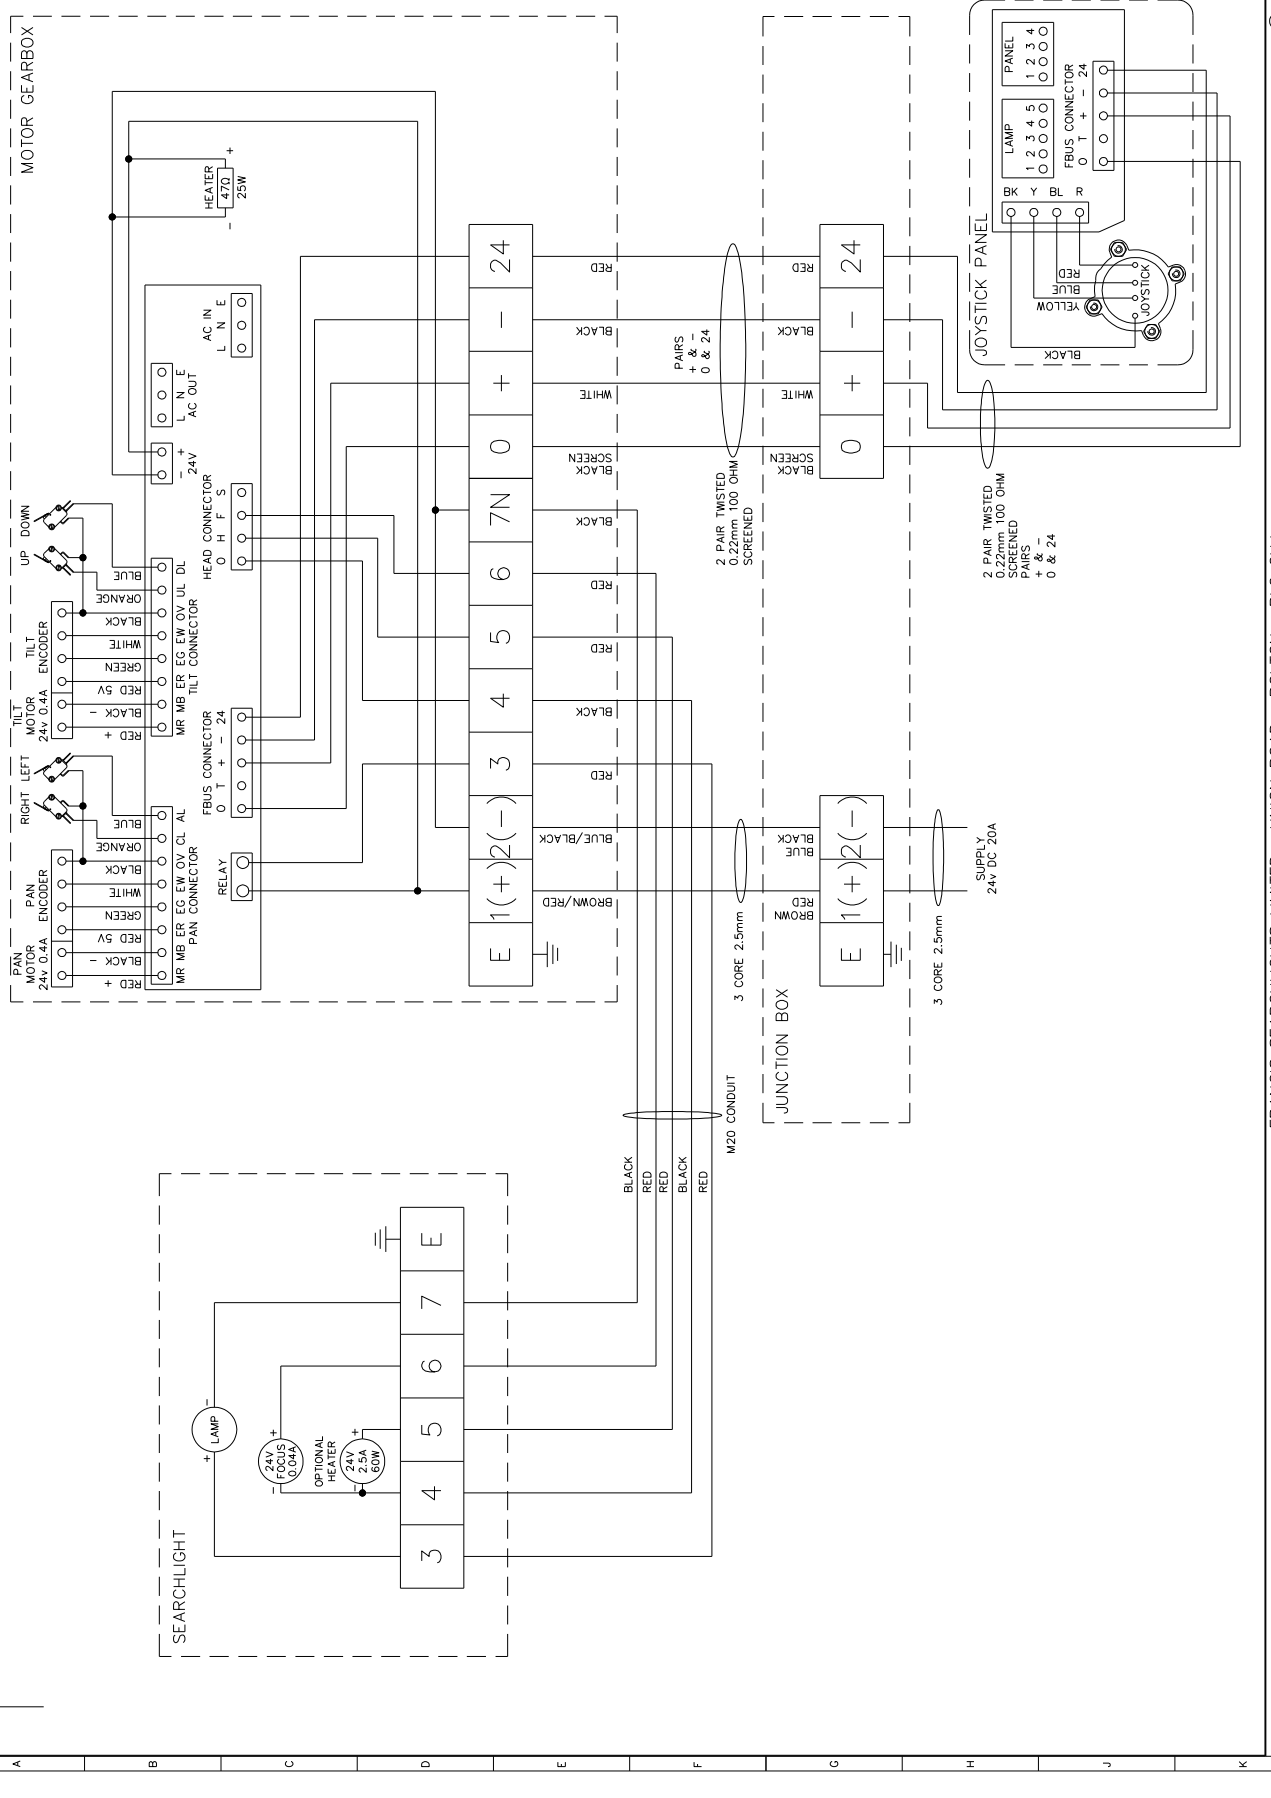 MOTOR GEARBOX
PAN
MOTOR
24v 0.4A
PAN
ENCODER
RIGHT
LEFT
TILT
MOTOR
24v 0.4A
TILT
ENCODER
UP
DOWN
RED +
BLACK -
RED 5V
GREEN
WHITE
BLACK
ORANGE
BLUE
MR MB ER EG EW OV CL AL
PAN CONNECTOR
RED +
BLACK -
RED 5V
GREEN
WHITE
BLACK
ORANGE
BLUE
MR MB ER EG EW OV UL DL
TILT CONNECTOR
- +
24V
L N E
AC OUT
AC IN
L N E
HEATER
- 47Ω +
25W
RELAY
FBUS CONNECTOR
O T + - 24
HEAD CONNECTOR
O H F S
E 1(+) 2(-) 3 4 5 6 7N 0 + - 24
BROWN/RED
BLUE/BLACK
RED
BLACK
RED
RED
BLACK
BLACK
SCREEN
WHITE
BLACK
RED
SEARCHLIGHT
+ LAMP -
24V
FOCUS
0.04A
- +
OPTIONAL
HEATER
24V
2.5A
60W
- +
3 4 5 6 7 E
BLACK
RED
RED
BLACK
RED
M20 CONDUIT
3 CORE 2.5mm
2 PAIR TWISTED
0.22mm 100 OHM
SCREENED
PAIRS
+ & -
0 & 24
JUNCTION BOX
BROWN
RED
BLUE
BLACK
BLACK
SCREEN
WHITE
BLACK
RED
E 1(+) 2(-)
0 + - 24
3 CORE 2.5mm
SUPPLY
24v DC 20A
2 PAIR TWISTED
0.22mm 100 OHM
SCREENED
PAIRS
+ & -
0 & 24
JOYSTICK PANEL
LAMP
1 2 3 4 5
PANEL
1 2 3 4
BK
Y
BL
R
FBUS CONNECTOR
O T + - 24
BLACK
YELLOW
BLUE
RED
JOYSTICK
A
B
C
D
E
F
G
H
J
K